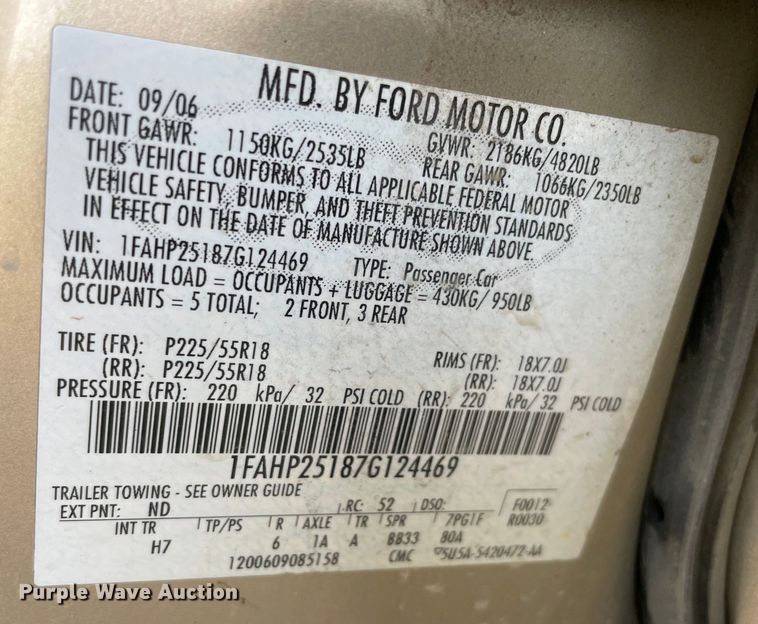 MFD. BY FORD MOTOR CO.
DATE: 09/06 GVWR: 2186KG/4820LB
FRONT GAWR: 1150KG/2535LB REAR GAWR: 1066KG/2350LB
THIS VEHICLE CONFORMS TO ALL APPLICABLE FEDERAL MOTOR
VEHICLE SAFETY, BUMPER, AND THEFT PREVENTION STANDARDS
IN EFFECT ON THE DATE OF MANUFACTURE SHOWN ABOVE.
VIN: 1FAHP25187G124469 TYPE: Passenger Car
MAXIMUM LOAD = OCCUPANTS + LUGGAGE = 430KG/ 950LB
OCCUPANTS = 5 TOTAL; 2 FRONT, 3 REAR
TIRE (FR): P225/55R18 RIMS (FR): 18X7.0J
(RR): P225/55R18 (RR): 18X7.0J
PRESSURE (FR): 220 kPa/ 32 PSI COLD (RR): 220 kPa/ 32 PSI COLD
1FAHP25187G124469
TRAILER TOWING - SEE OWNER GUIDE
EXT PNT: ND RC: 52 DSO: F0012
INT TR TP/PS R AXLE TR SPR 7PG1F R0030
H7 6 1A A BB33 80A
1200609085158 CMC 5U5A-5420472-AA
Purple Wave Auction